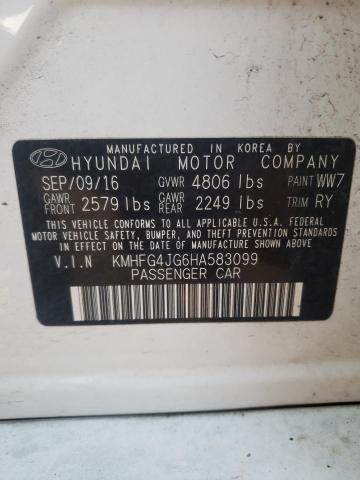 MANUFACTURED IN KOREA BY
HYUNDAI MOTOR COMPANY
SEP/09/16 GVWR 4806 lbs PAINT WW7
GAWR FRONT 2579 lbs GAWR REAR 2249 lbs TRIM RY
THIS VEHICLE CONFORMS TO ALL APPLICABLE U.S.A. FEDERAL
MOTOR VEHICLE SAFETY, BUMPER, AND THEFT PREVENTION
STANDARDS IN EFFECT ON THE DATE OF MANUFACTURE SHOWN ABOVE.
V.I.N KMHFG4JG6HA583099
PASSENGER CAR